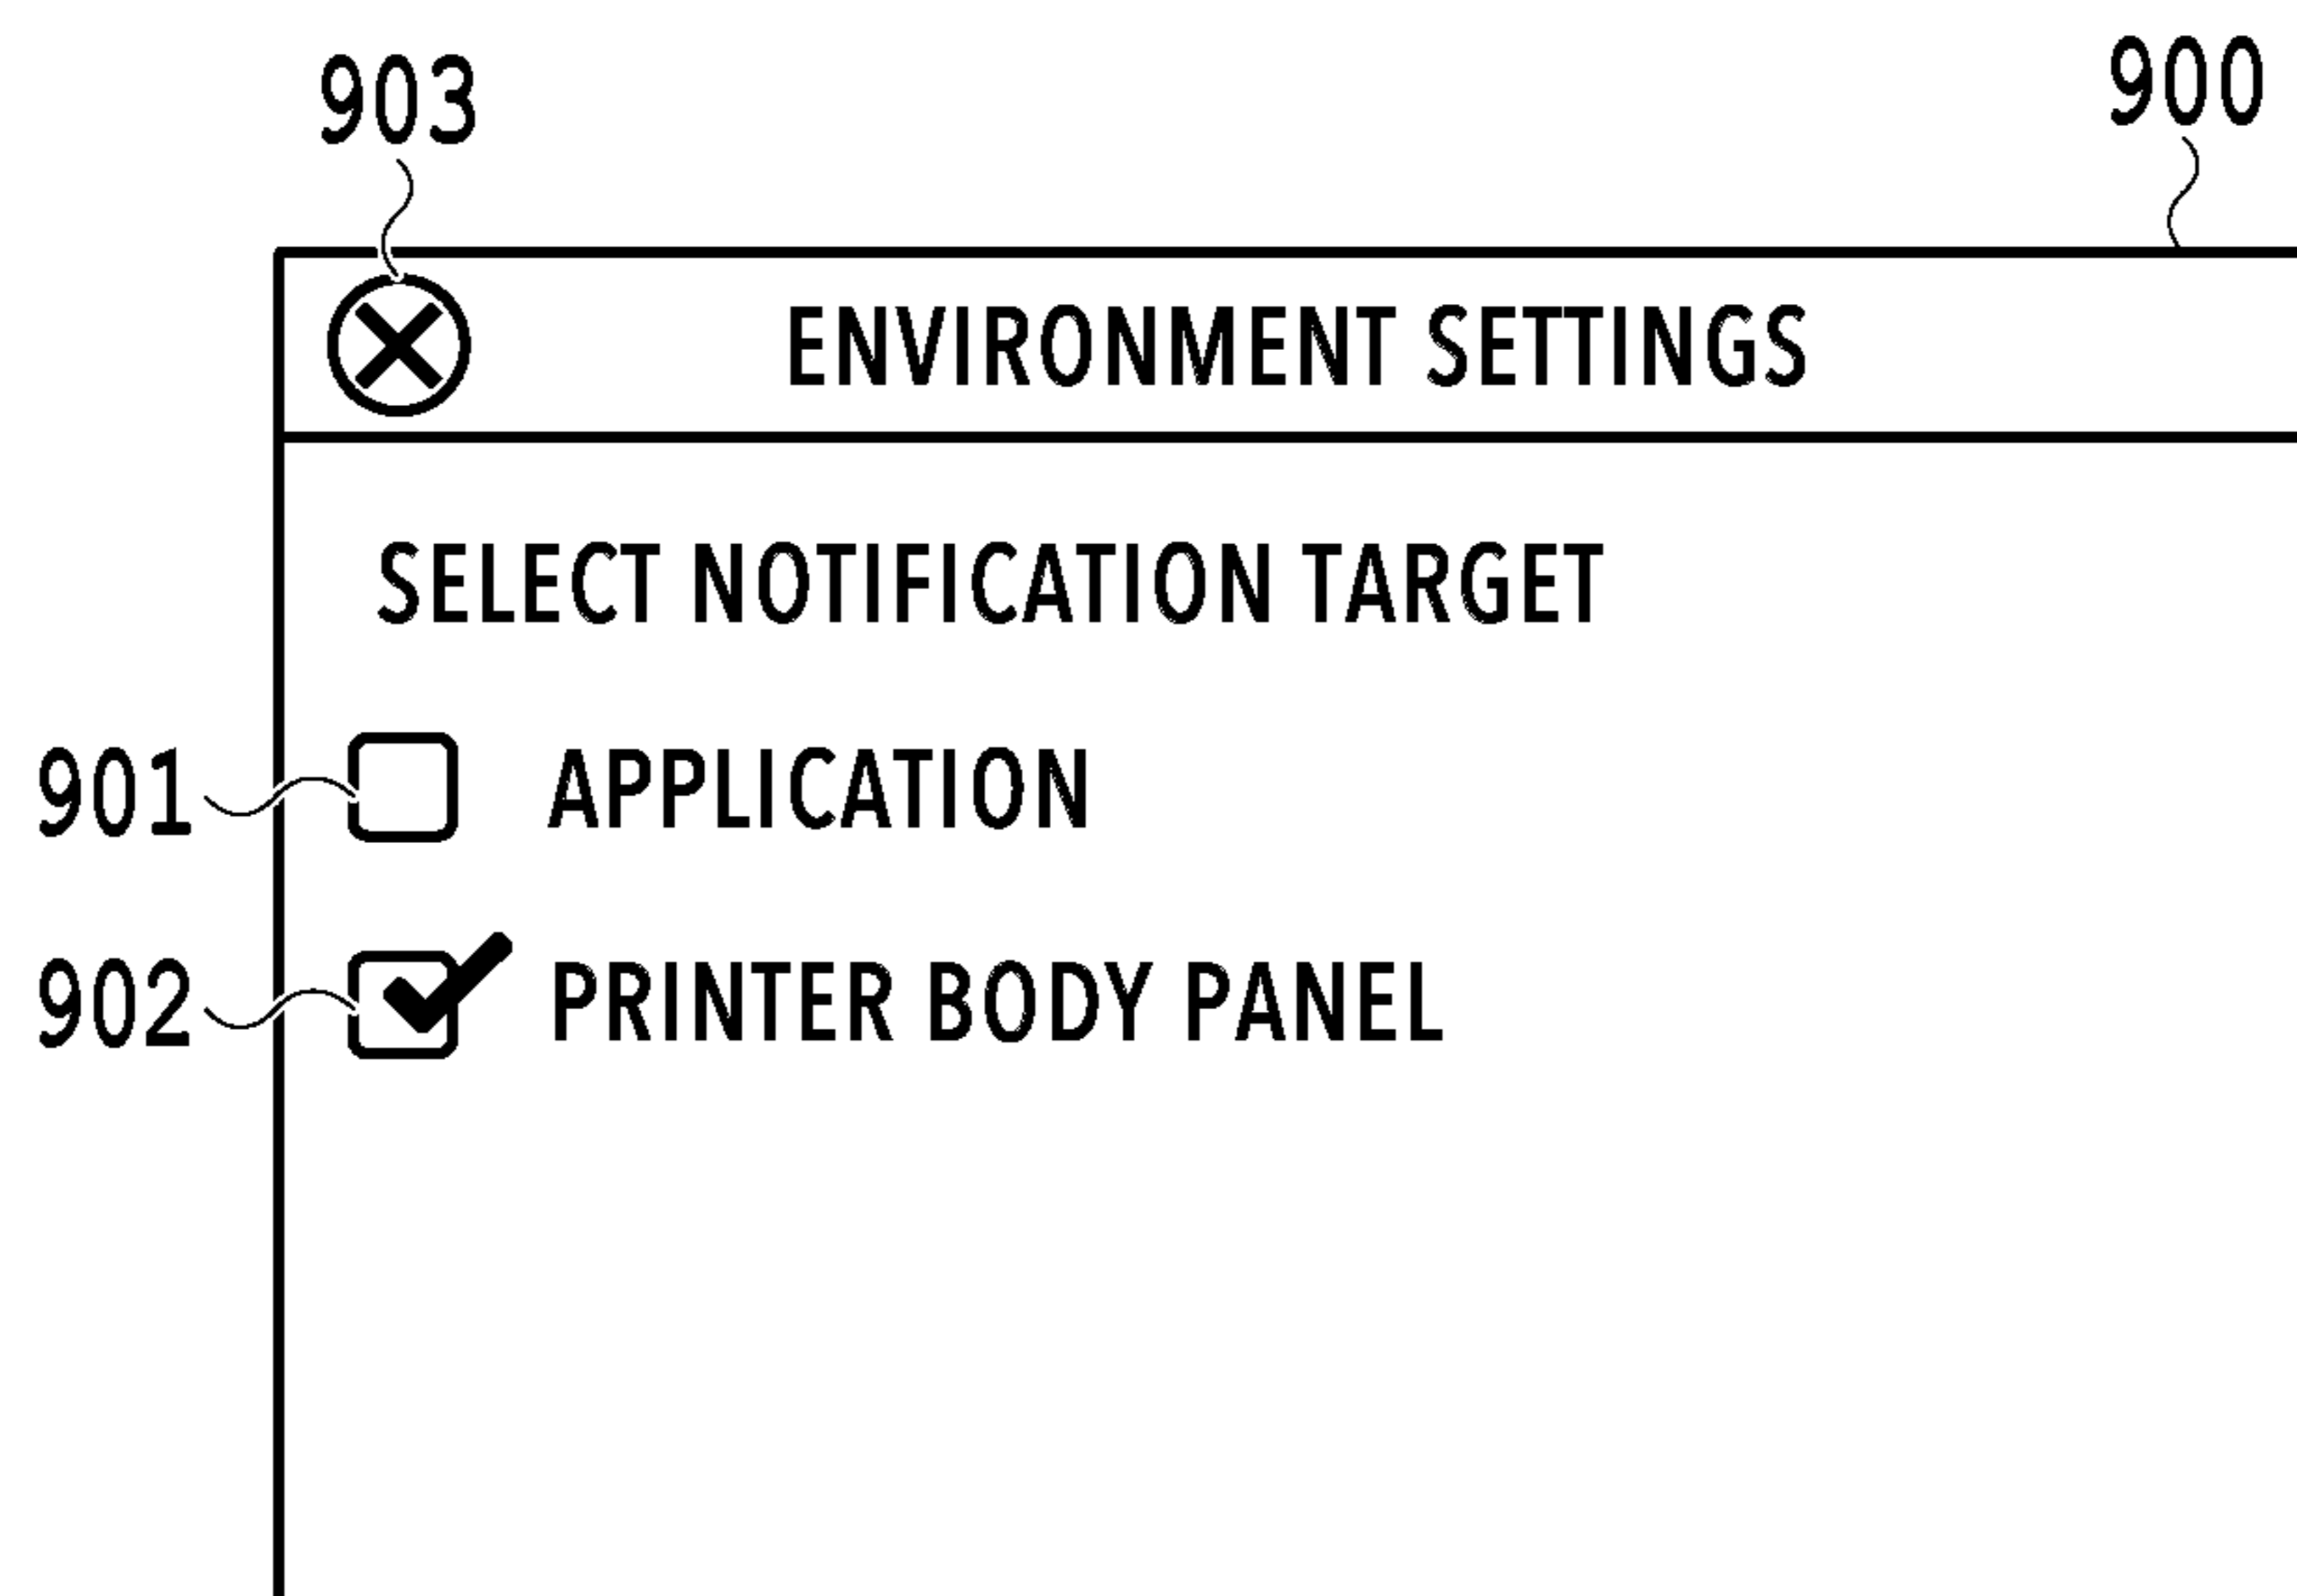 903 900
ENVIRONMENT SETTINGS
SELECT NOTIFICATION TARGET
901 APPLICATION
902 PRINTER BODY PANEL